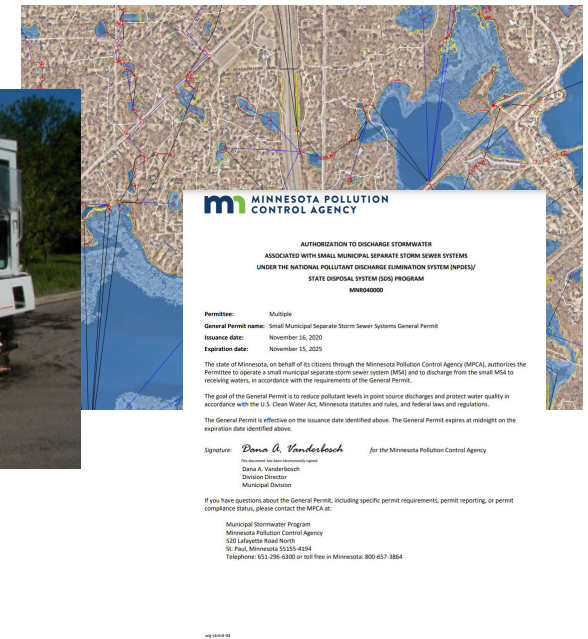 MINNESOTA POLLUTION
CONTROL AGENCY
AUTHORIZATION TO DISCHARGE STORMWATER
ASSOCIATED WITH SMALL MUNICIPAL SEPARATE STORM SEWER SYSTEMS
UNDER THE NATIONAL POLLUTANT DISCHARGE ELIMINATION SYSTEM (NPDES)/
STATE DISPOSAL SYSTEM (SDS) PROGRAM
MNR040000
Permittee: Multiple
General Permit name: Small Municipal Separate Storm Sewer Systems General Permit
Issuance date: November 16, 2020
Expiration date: November 15, 2025
The state of Minnesota, on behalf of its citizens through the Minnesota Pollution Control Agency (MPCA), authorizes the
Permittee to operate a small municipal separate storm sewer system (MS4) and to discharge from the small MS4 to
receiving waters, in accordance with the requirements of the General Permit.
The goal of the General Permit is to reduce pollutant levels in point source discharges and protect water quality in
accordance with the U.S. Clean Water Act, Minnesota statutes and rules, and federal laws and regulations.
The General Permit is effective on the issuance date identified above. The General Permit expires at midnight on the
expiration date identified above.
Signature: Dana A. Vanderbosch for the Minnesota Pollution Control Agency
This document has been electronically signed.
Dana A. Vanderbosch
Division Director
Municipal Division
If you have questions about the General Permit, including specific permit requirements, permit reporting, or permit
compliance status, please contact the MPCA at:
Municipal Stormwater Program
Minnesota Pollution Control Agency
520 Lafayette Road North
St. Paul, Minnesota 55155-4194
Telephone: 651-296-6300 or toll free in Minnesota: 800-657-3864
wq-strm4-94